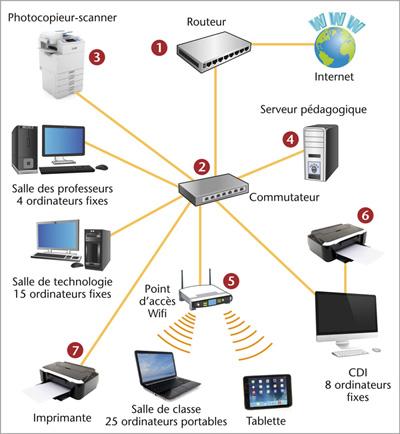 Photocopieur-scanner
3
Routeur
1
WWW
Internet
Serveur pédagogique
4
2
Commutateur
Salle des professeurs
4 ordinateurs fixes
6
Salle de technologie
15 ordinateurs fixes
Point
d'accès
Wifi
5
7
CDI
8 ordinateurs
fixes
Imprimante
Salle de classe
25 ordinateurs portables
Tablette